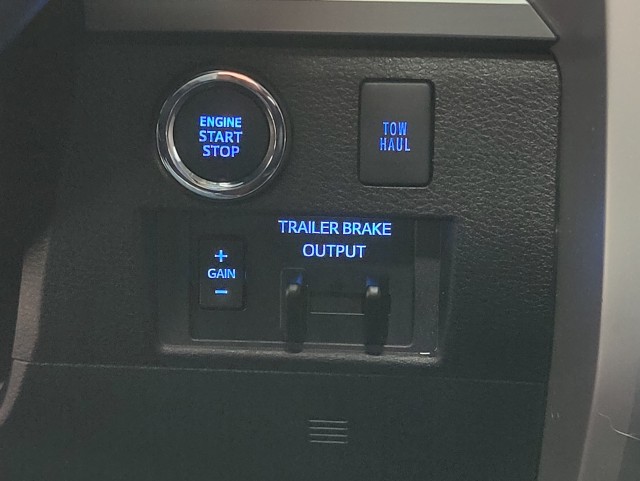 ENGINE
START
STOP
TOW
HAUL
TRAILER BRAKE
OUTPUT
+
GAIN
-